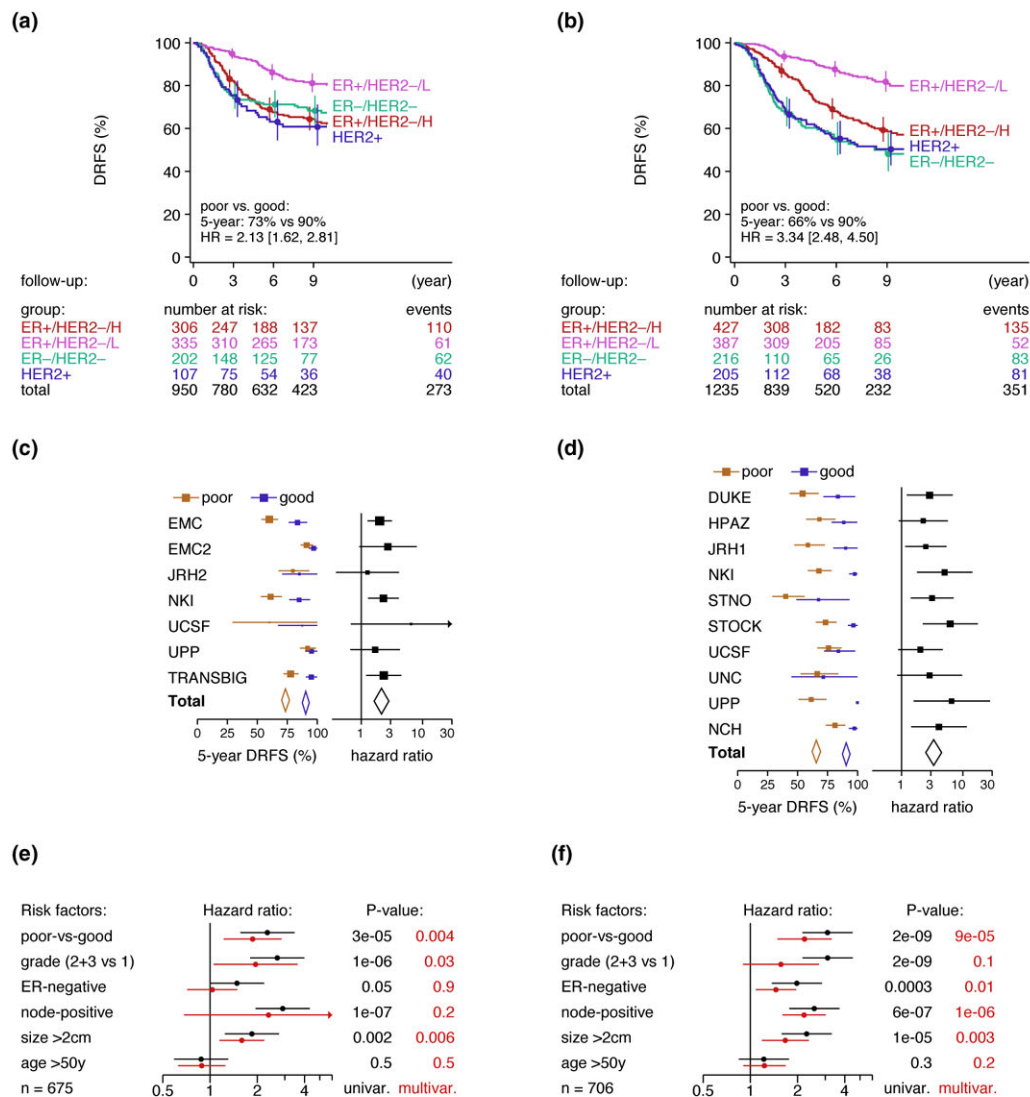 (a)
100
80
60
40
20
0
DRFS (%)
ER+/HER2−/L
ER−/HER2−
ER+/HER2−/H
HER2+
poor vs. good:
5-year: 73% vs 90%
HR = 2.13 [1.62, 2.81]
follow-up: 0 3 6 9 (year)
group: number at risk: events
ER+/HER2−/H 306 247 188 137 110
ER+/HER2−/L 335 310 265 173 61
ER−/HER2− 202 148 125 77 62
HER2+ 107 75 54 36 40
total 950 780 632 423 273
(b)
100
80
60
40
20
0
DRFS (%)
ER+/HER2−/L
ER+/HER2−/H
HER2+
ER−/HER2−
poor vs. good:
5-year: 66% vs 90%
HR = 3.34 [2.48, 4.50]
follow-up: 0 3 6 9 (year)
group: number at risk: events
ER+/HER2−/H 427 308 182 83 135
ER+/HER2−/L 387 309 205 85 52
ER−/HER2− 216 110 65 26 83
HER2+ 205 112 68 38 81
total 1235 839 520 232 351
(c)
poor good
EMC
EMC2
JRH2
NKI
UCSF
UPP
TRANSBIG
Total
0 25 50 75 100 1 3 10 30
5-year DRFS (%) hazard ratio
(d)
poor good
DUKE
HPAZ
JRH1
NKI
STNO
STOCK
UCSF
UNC
UPP
NCH
Total
0 25 50 75 100 1 3 10 30
5-year DRFS (%) hazard ratio
(e)
Risk factors: Hazard ratio: P-value:
poor-vs-good 3e-05 0.004
grade (2+3 vs 1) 1e-06 0.03
ER-negative 0.05 0.9
node-positive 1e-07 0.2
size >2cm 0.002 0.006
age >50y 0.5 0.5
n = 675 univar. multivar.
0.5 1 2 4
(f)
Risk factors: Hazard ratio: P-value:
poor-vs-good 2e-09 9e-05
grade (2+3 vs 1) 2e-09 0.1
ER-negative 0.0003 0.01
node-positive 6e-07 1e-06
size >2cm 1e-05 0.003
age >50y 0.3 0.2
n = 706 univar. multivar.
0.5 1 2 4